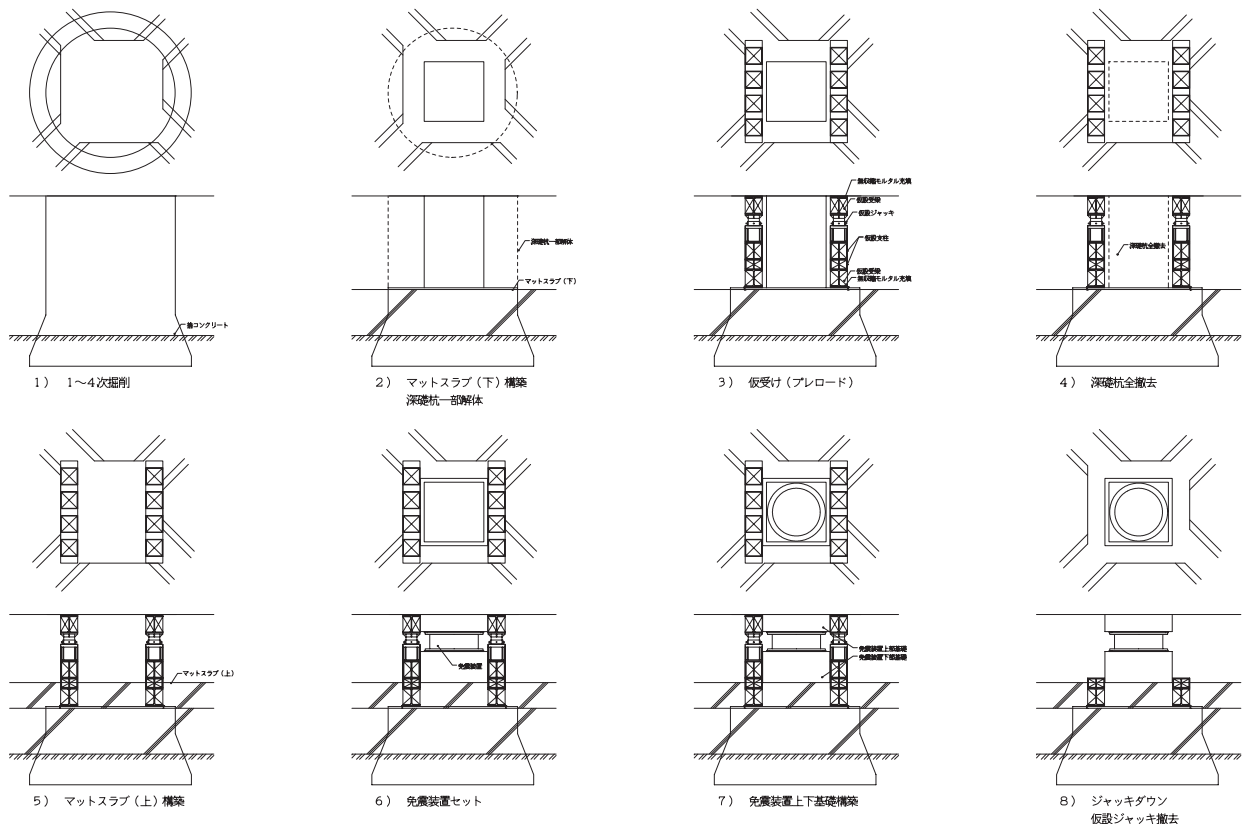 捨コンクリート
1） 1～4次掘削
深礎杭一部解体
マットスラブ（下）
2） マットスラブ（下）構築
深礎杭一部解体
無収縮モルタル充填
仮設受梁
仮設ジャッキ
仮設支柱
仮設受梁
無収縮モルタル充填
3） 仮受け（プレロード）
深礎杭全撤去
4） 深礎杭全撤去
マットスラブ（上）
5） マットスラブ（上）構築
免震装置
6） 免震装置セット
免震装置上部基礎
免震装置下部基礎
7） 免震装置上下基礎構築
8） ジャッキダウン
仮設ジャッキ撤去